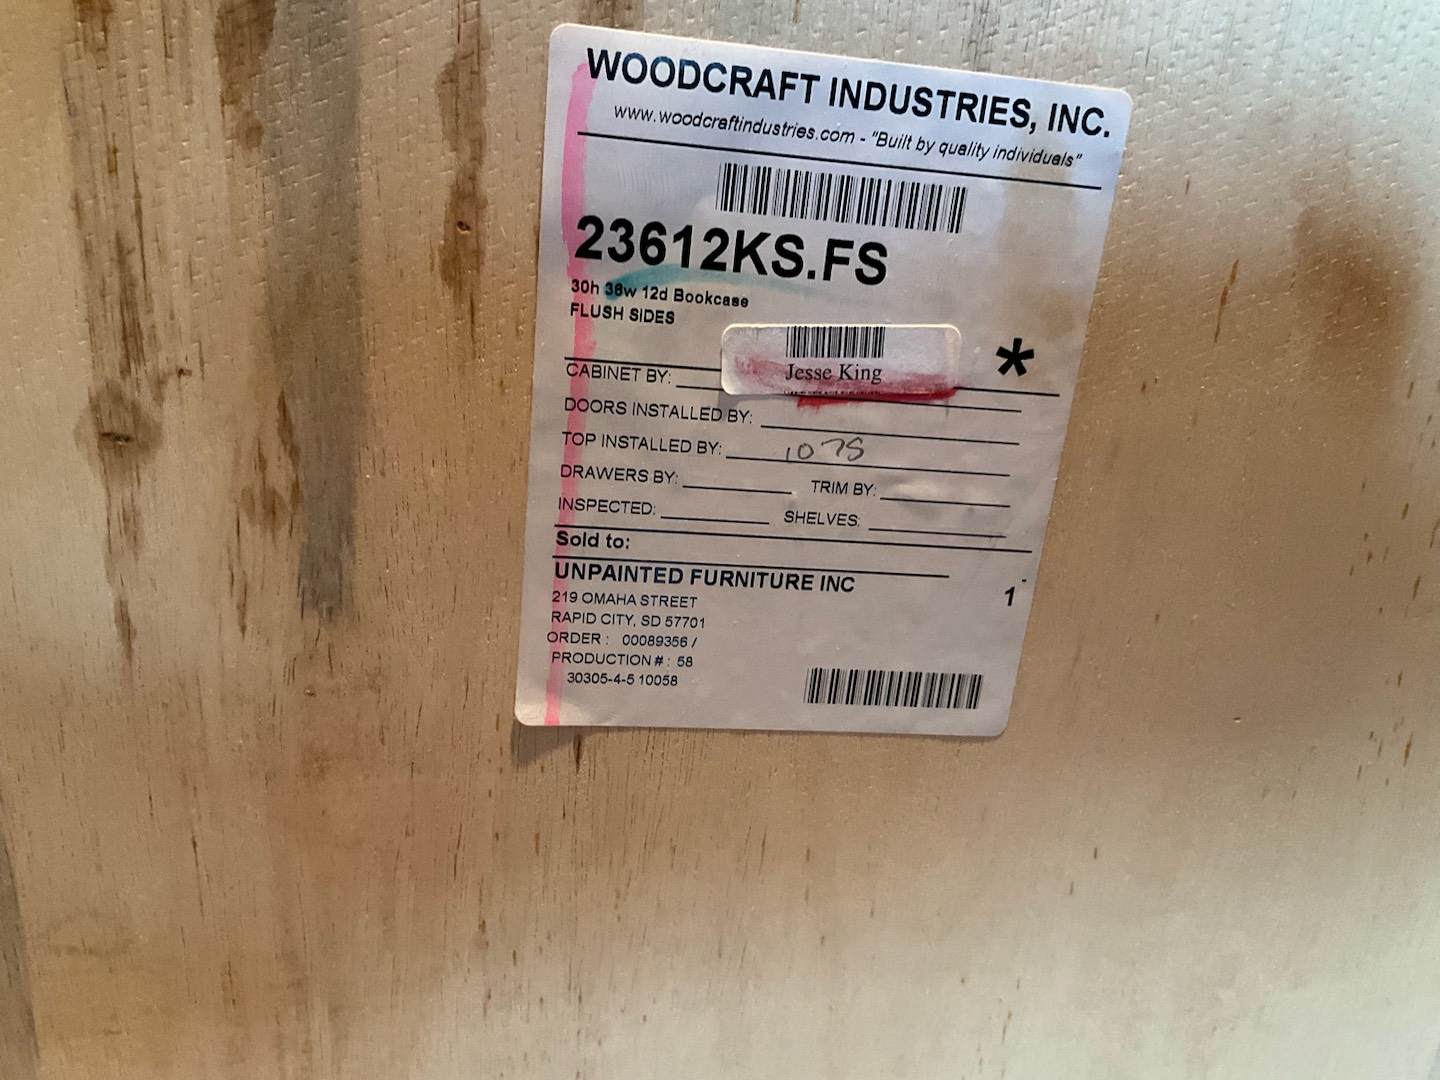 WOODCRAFT INDUSTRIES, INC.
www.woodcraftindustries.com - "Built by quality individuals"
23612KS.FS
30h 36w 12d Bookcase
FLUSH SIDES
*
Jesse King
CABINET BY:
DOORS INSTALLED BY:
TOP INSTALLED BY: 1075
DRAWERS BY: TRIM BY:
INSPECTED: SHELVES:
Sold to:
UNPAINTED FURNITURE INC
219 OMAHA STREET
RAPID CITY, SD 57701
ORDER : 00089356 /
PRODUCTION # : 58
30305-4-5 10058
1